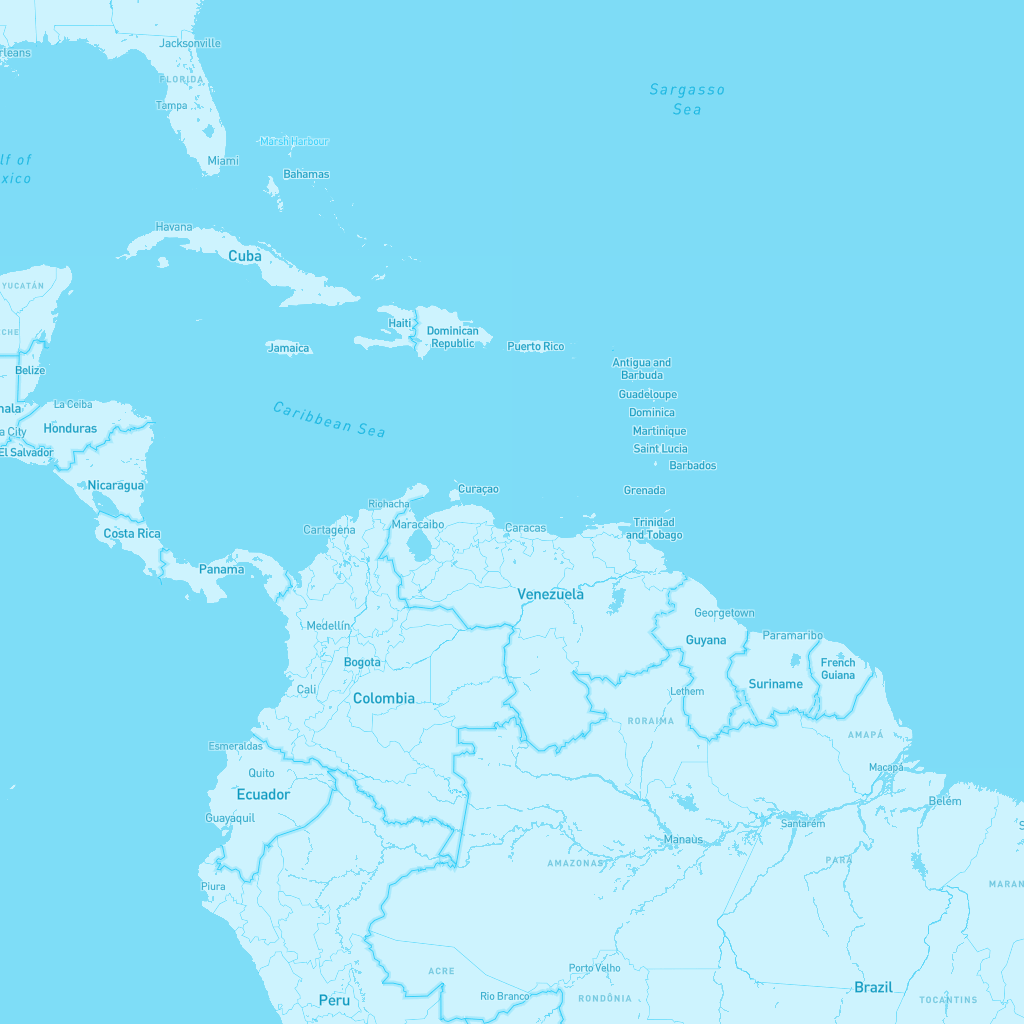 Jacksonville
rleans
FLORIDA
Sargasso
Sea
Tampa
Marsh Harbour
Miami
lf of
xico
Bahamas
Havana
Cuba
YUCATÁN
Haiti
Dominican
Republic
CHE
Jamaica
Puerto Rico
Antigua and
Barbuda
Belize
Guadeloupe
La Ceiba
nala
Dominica
Caribbean Sea
Honduras
a City
Martinique
El Salvador
Saint Lucia
Barbados
Nicaragua
Curaçao
Grenada
Riohacha
Maracaibo
Cartagena
Caracas
Trinidad
and Tobago
Costa Rica
Panama
Venezuela
Georgetown
Medellín
Guyana
Paramaribo
Bogota
French
Guiana
Cali
Colombia
Lethem
Suriname
RORAIMA
AMAPÁ
Esmeraldas
Quito
Macapá
Ecuador
Belém
Guayaquil
Santarém
Manaus
AMAZONAS
PARÁ
Piura
MARAN
ACRE
Porto Velho
Peru
Rio Branco
RONDÔNIA
Brazil
TOCANTINS